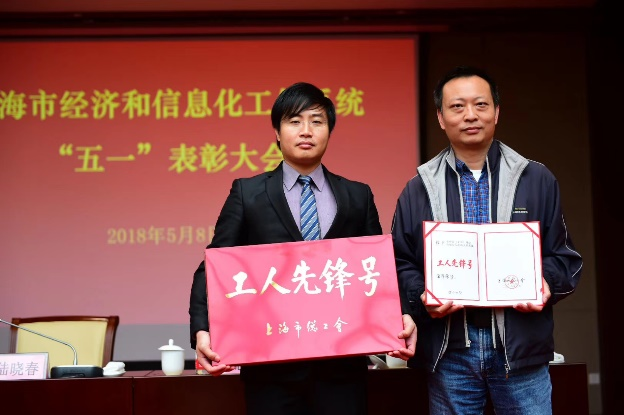 海市经济和信息化工
统
“五一”表彰大会
2018年5月8
工人先锋号
上海市总工会
工人先锋号
陆晓春